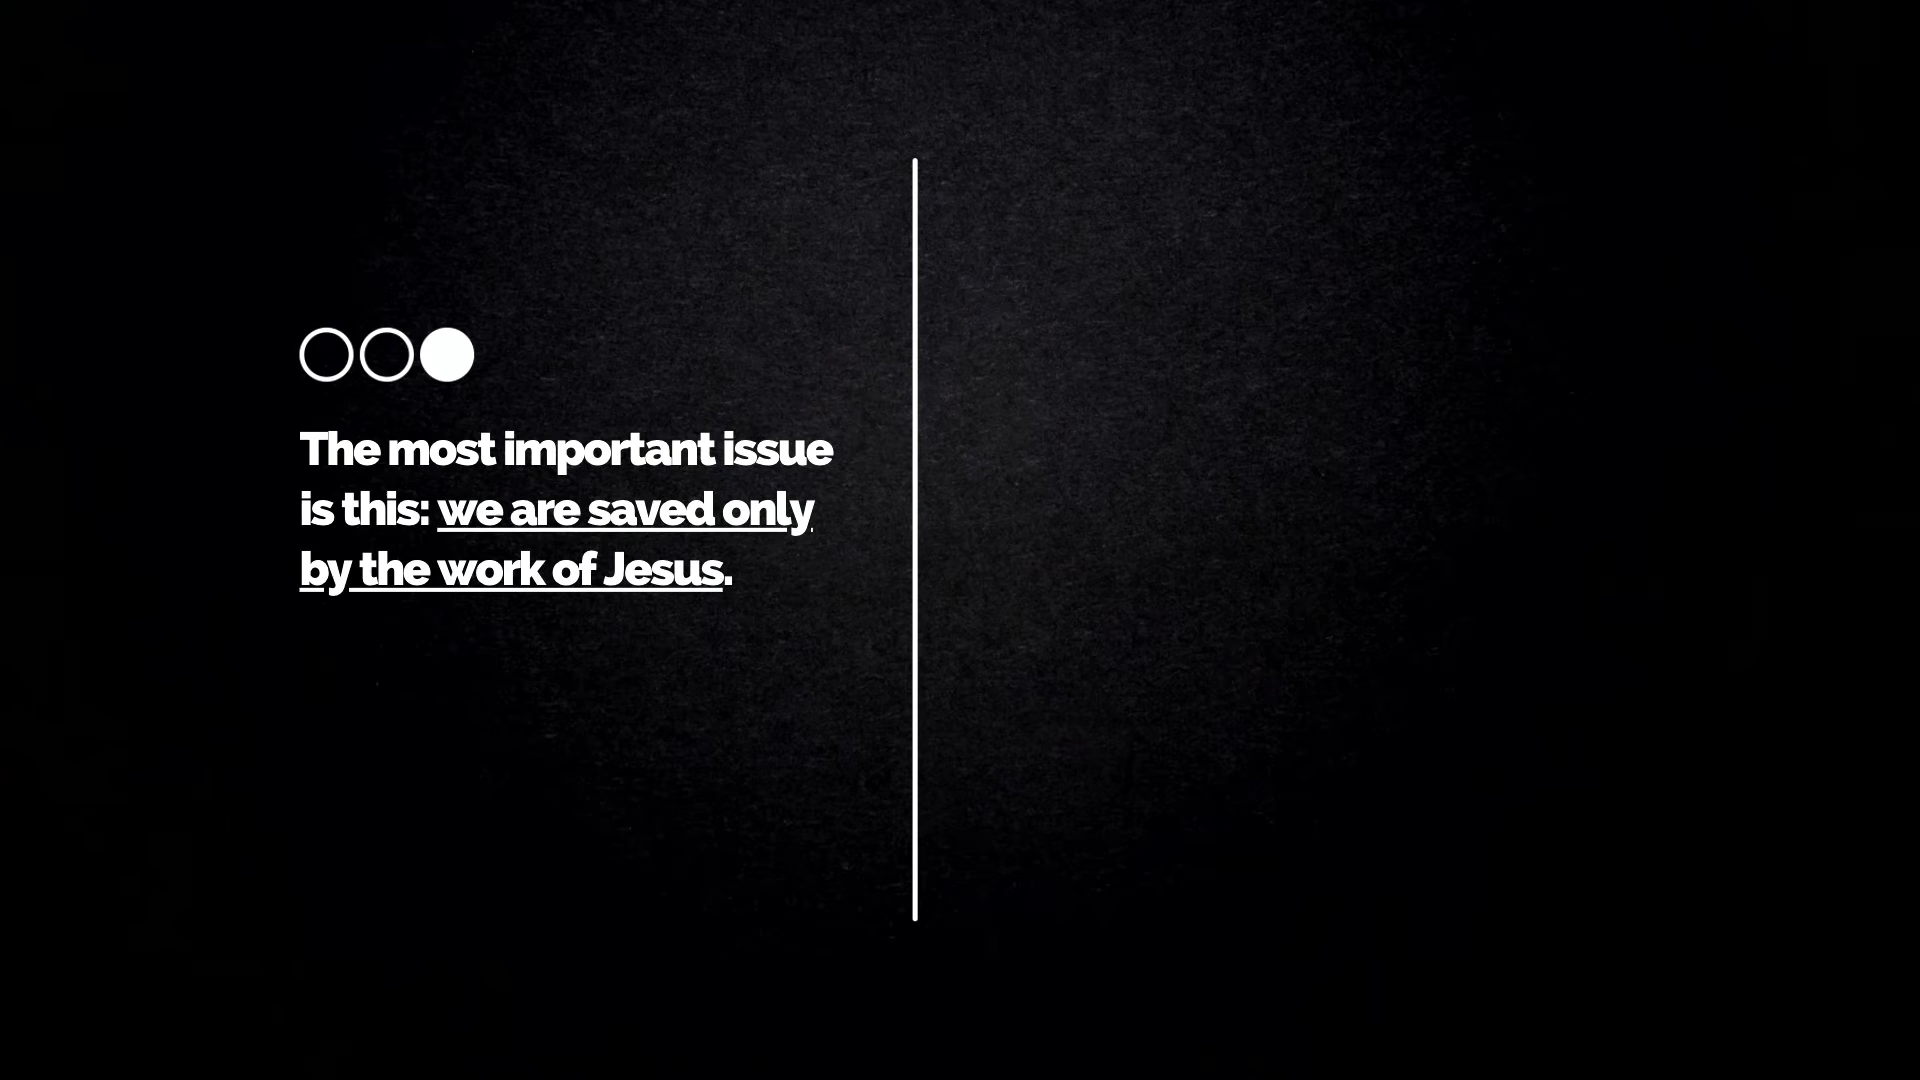 The most important issue
is this: we are saved only
by the work of Jesus.